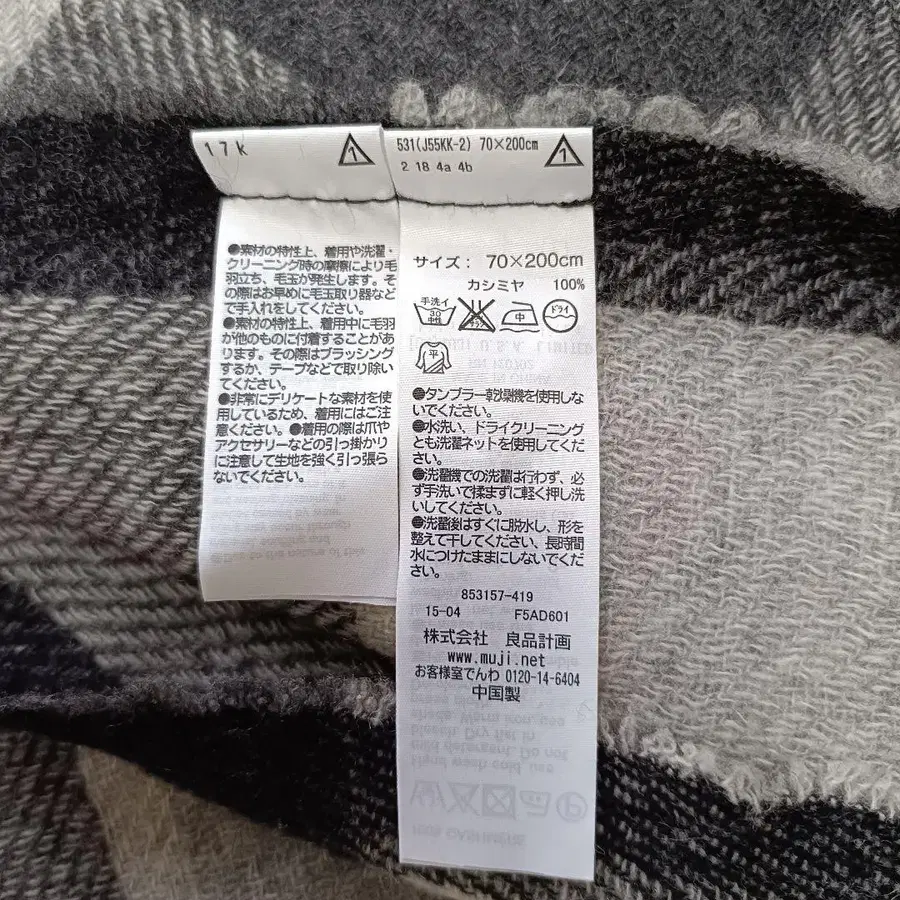 17k
1
531(J55KK-2) 70×200cm
1
2 18 4a 4b
●素材の特性上、着用や洗濯・
クリーニング時の摩擦により毛
羽立ち、毛玉が発生します。そ
の際はお早めに毛玉取り器など
で手入れをしてください。
●素材の特性上、着用中に毛羽
が他のものに付着することがあ
ります。その際はブラッシング
するか、テープなどで取り除い
てください。
●非常にデリケートな素材を使
用しているため、着用にはご注
意ください。●着用の際は爪や
アクセサリーなどの引っ掛かり
に注意して生地を強く引っ張ら
ないでください。
サイズ: 70×200cm
カシミヤ 100%
手洗イ
30
中性
中
ドライ
平
●タンブラー乾燥機を使用しな
いでください。
●水洗い、ドライクリーニング
とも洗濯ネットを使用してくだ
さい。
●洗濯機での洗濯は行わず、必
ず手洗いで揉まずに軽く押し洗
いしてください。
●洗濯後はすぐに脱水し、形を
整えて干してください。長時間
水につけたままにしないでくだ
さい。
853157-419
15-04 F5AD601
株式会社 良品計画
www.muji.net
お客様室でんわ 0120-14-6404
中国製